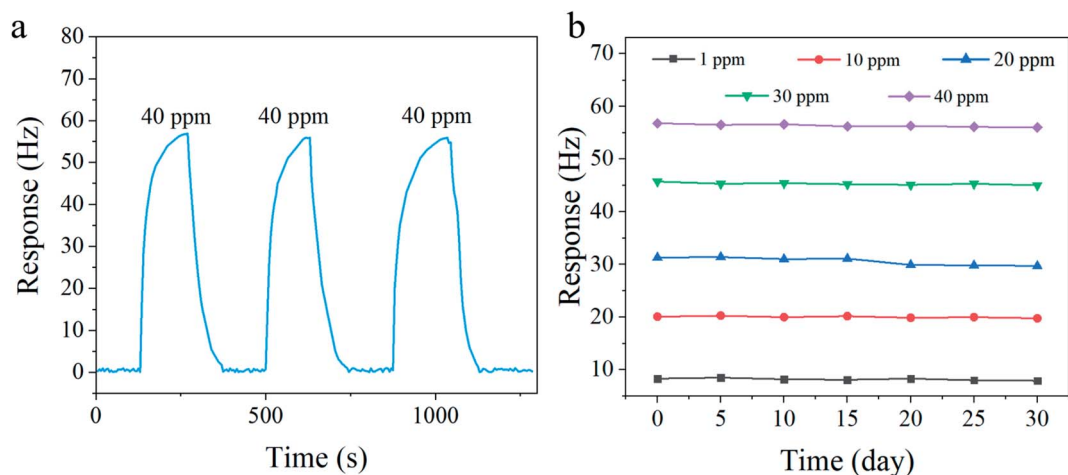 a
80
70
60
50
40
30
20
10
0
Response (Hz)
40 ppm 40 ppm 40 ppm
0 500 1000
Time (s)
b
70
60
50
40
30
20
10
Response (Hz)
1 ppm 10 ppm 20 ppm
30 ppm 40 ppm
0 5 10 15 20 25 30
Time (day)